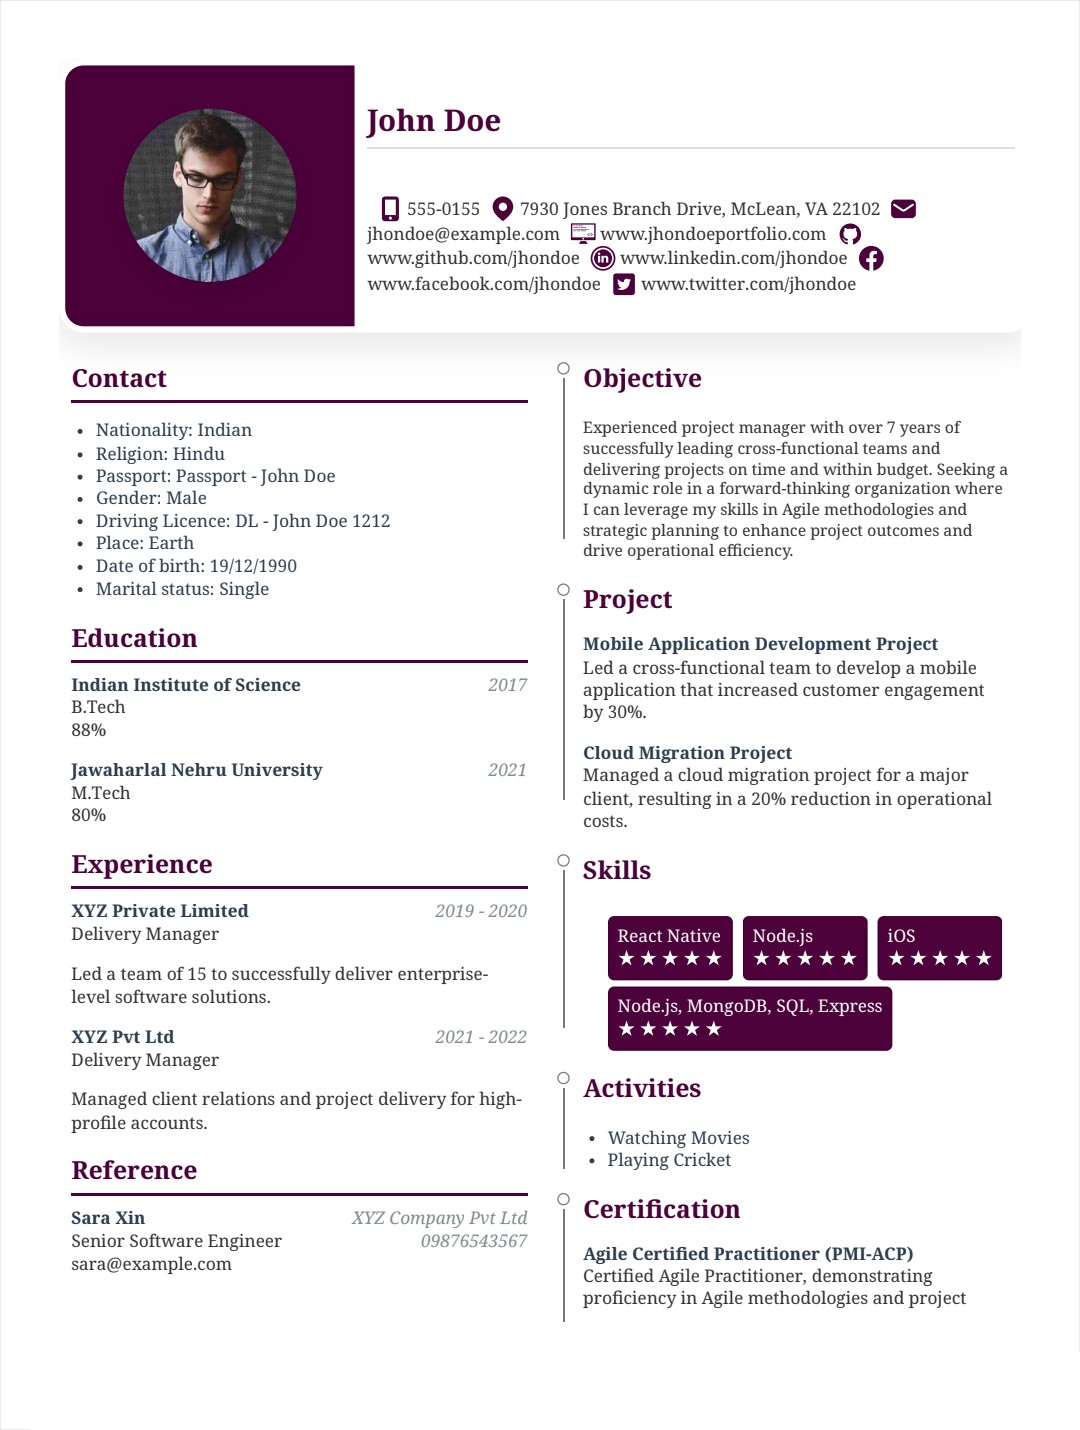 John Doe
555-0155 7930 Jones Branch Drive, McLean, VA 22102
jhondoe@example.com www.jhondoeportfolio.com
www.github.com/jhondoe www.linkedin.com/jhondoe
www.facebook.com/jhondoe www.twitter.com/jhondoe
Contact
• Nationality: Indian
• Religion: Hindu
• Passport: Passport - John Doe
• Gender: Male
• Driving Licence: DL - John Doe 1212
• Place: Earth
• Date of birth: 19/12/1990
• Marital status: Single
Education
Indian Institute of Science 2017
B.Tech
88%
Jawaharlal Nehru University 2021
M.Tech
80%
Experience
XYZ Private Limited 2019 - 2020
Delivery Manager
Led a team of 15 to successfully deliver enterprise-
level software solutions.
XYZ Pvt Ltd 2021 - 2022
Delivery Manager
Managed client relations and project delivery for high-
profile accounts.
Reference
Sara Xin XYZ Company Pvt Ltd
Senior Software Engineer 09876543567
sara@example.com
Objective
Experienced project manager with over 7 years of
successfully leading cross-functional teams and
delivering projects on time and within budget. Seeking a
dynamic role in a forward-thinking organization where
I can leverage my skills in Agile methodologies and
strategic planning to enhance project outcomes and
drive operational efficiency.
Project
Mobile Application Development Project
Led a cross-functional team to develop a mobile
application that increased customer engagement
by 30%.
Cloud Migration Project
Managed a cloud migration project for a major
client, resulting in a 20% reduction in operational
costs.
Skills
React Native Node.js iOS
★★★★★ ★★★★★ ★★★★★
Node.js, MongoDB, SQL, Express
★★★★★
Activities
• Watching Movies
• Playing Cricket
Certification
Agile Certified Practitioner (PMI-ACP)
Certified Agile Practitioner, demonstrating
proficiency in Agile methodologies and project